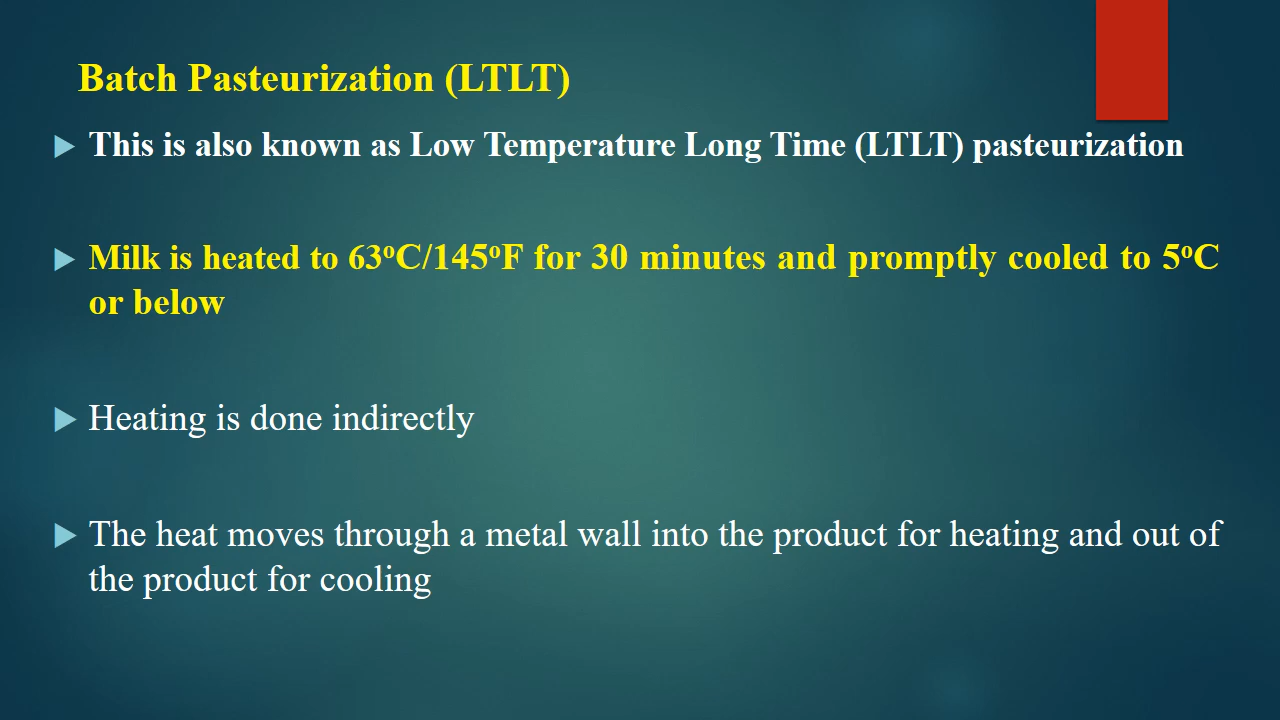 Batch Pasteurization (LTLT)
This is also known as Low Temperature Long Time (LTLT) pasteurization
Milk is heated to 63ºC/145ºF for 30 minutes and promptly cooled to 5ºC
or below
Heating is done indirectly
The heat moves through a metal wall into the product for heating and out of
the product for cooling